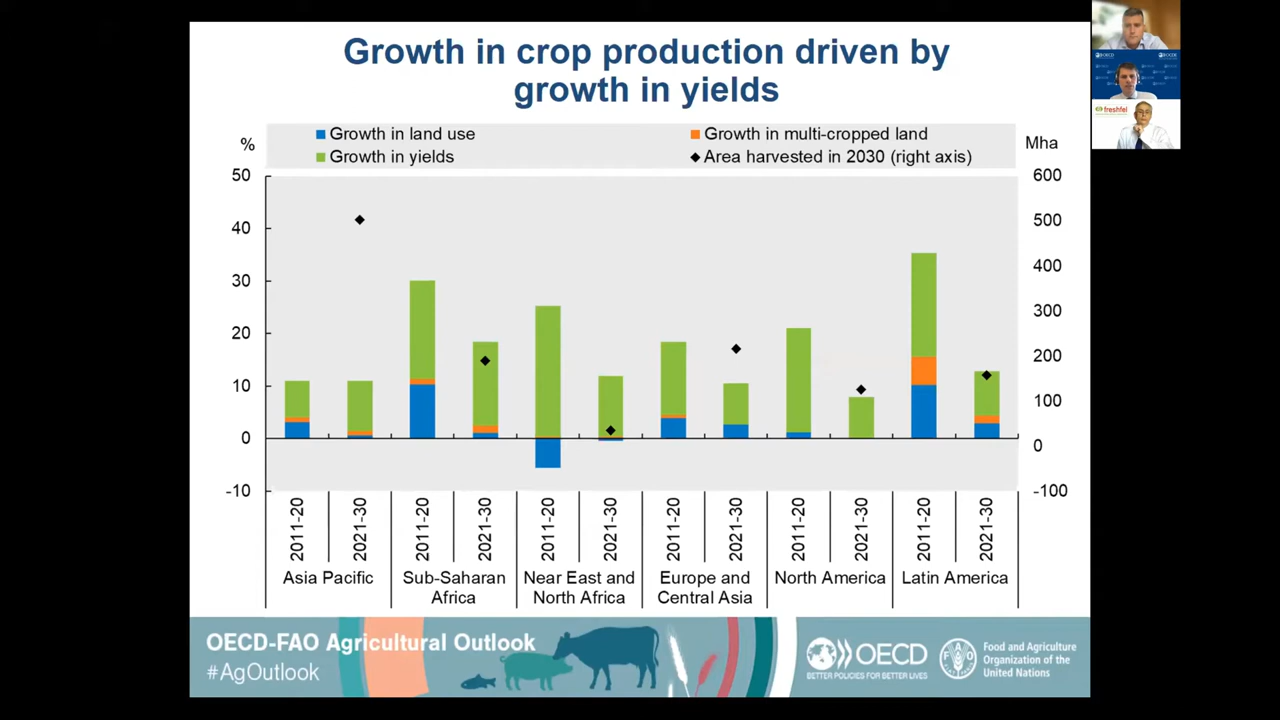 Growth in crop production driven by
growth in yields
% Growth in land use Growth in multi-cropped land Mha
Growth in yields Area harvested in 2030 (right axis)
50 600
40 500
30 400
300
20 200
10 100
0 0
-10 -100
2011-20 2021-30 2011-20 2021-30 2011-20 2021-30 2011-20 2021-30 2011-20 2021-30 2011-20 2021-30
Asia Pacific Sub-Saharan Near East and Europe and North America Latin America
Africa North Africa Central Asia
OECD-FAO Agricultural Outlook
#AgOutlook
OECD
BETTER POLICIES FOR BETTER LIVES
FAO
Food and Agriculture
Organization of the
United Nations
OECD
freshfel